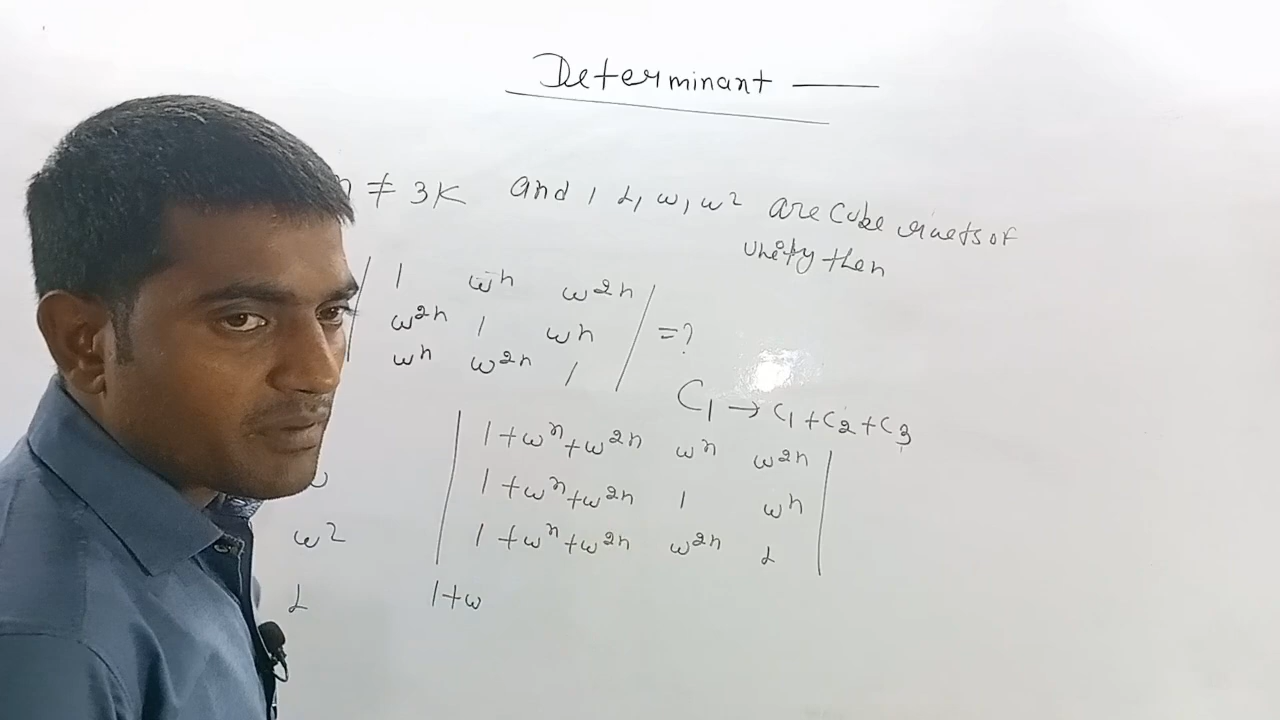 Determinant
n ≠ 3K and 1, ω, ω² are cube roots of
unity then
| 1 ωⁿ ω²ⁿ |
| ω²ⁿ 1 ωⁿ | = ?
| ωⁿ ω²ⁿ 1 |
C₁ → C₁ + C₂ + C₃
| 1+ωⁿ+ω²ⁿ ωⁿ ω²ⁿ |
ω | 1+ωⁿ+ω²ⁿ 1 ωⁿ |
ω² | 1+ωⁿ+ω²ⁿ ω²ⁿ 1 |
1 1+ω